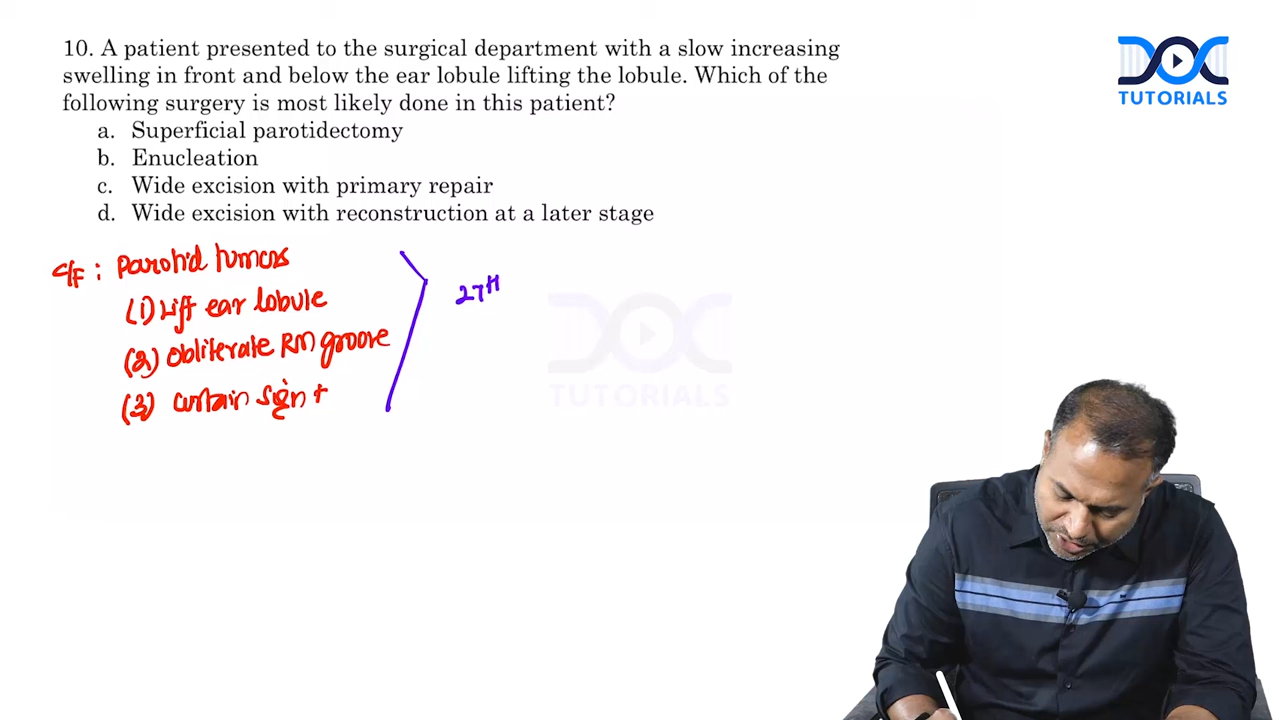 10. A patient presented to the surgical department with a slow increasing
swelling in front and below the ear lobule lifting the lobule. Which of the
following surgery is most likely done in this patient?
a. Superficial parotidectomy
b. Enucleation
c. Wide excision with primary repair
d. Wide excision with reconstruction at a later stage
C/F : Parotid tumors
(1) Lift ear lobule
(2) Obliterate RM groove
(3) curtain sign +
TUTORIALS
TUTORIALS